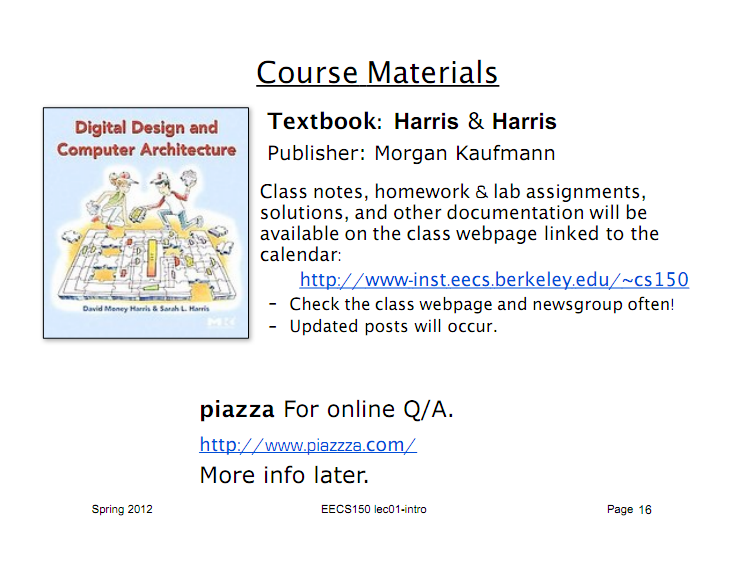 Course Materials
Digital Design and
Computer Architecture
David Money Harris & Sarah L. Harris
Textbook: Harris & Harris
Publisher: Morgan Kaufmann
Class notes, homework & lab assignments,
solutions, and other documentation will be
available on the class webpage linked to the
calendar:
http://www-inst.eecs.berkeley.edu/~cs150
- Check the class webpage and newsgroup often!
- Updated posts will occur.
piazza For online Q/A.
http://www.piazzza.com/
More info later.
Spring 2012 EECS150 lec01-intro Page 16